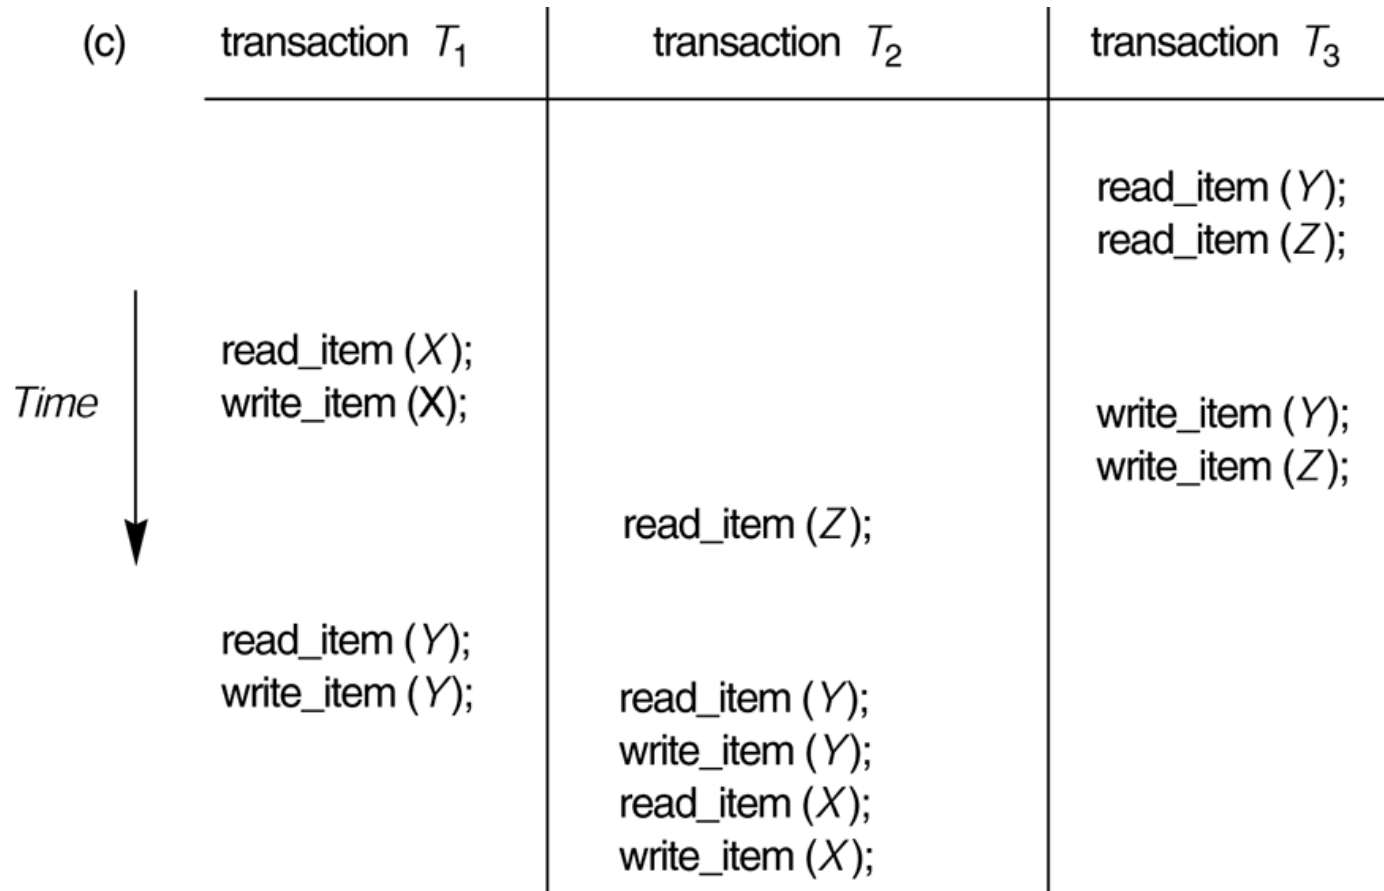 (c) transaction T1 transaction T2 transaction T3
read_item (Y);
read_item (Z);
read_item (X);
Time write_item (X); write_item (Y);
write_item (Z);
read_item (Z);
read_item (Y);
write_item (Y); read_item (Y);
write_item (Y);
read_item (X);
write_item (X);